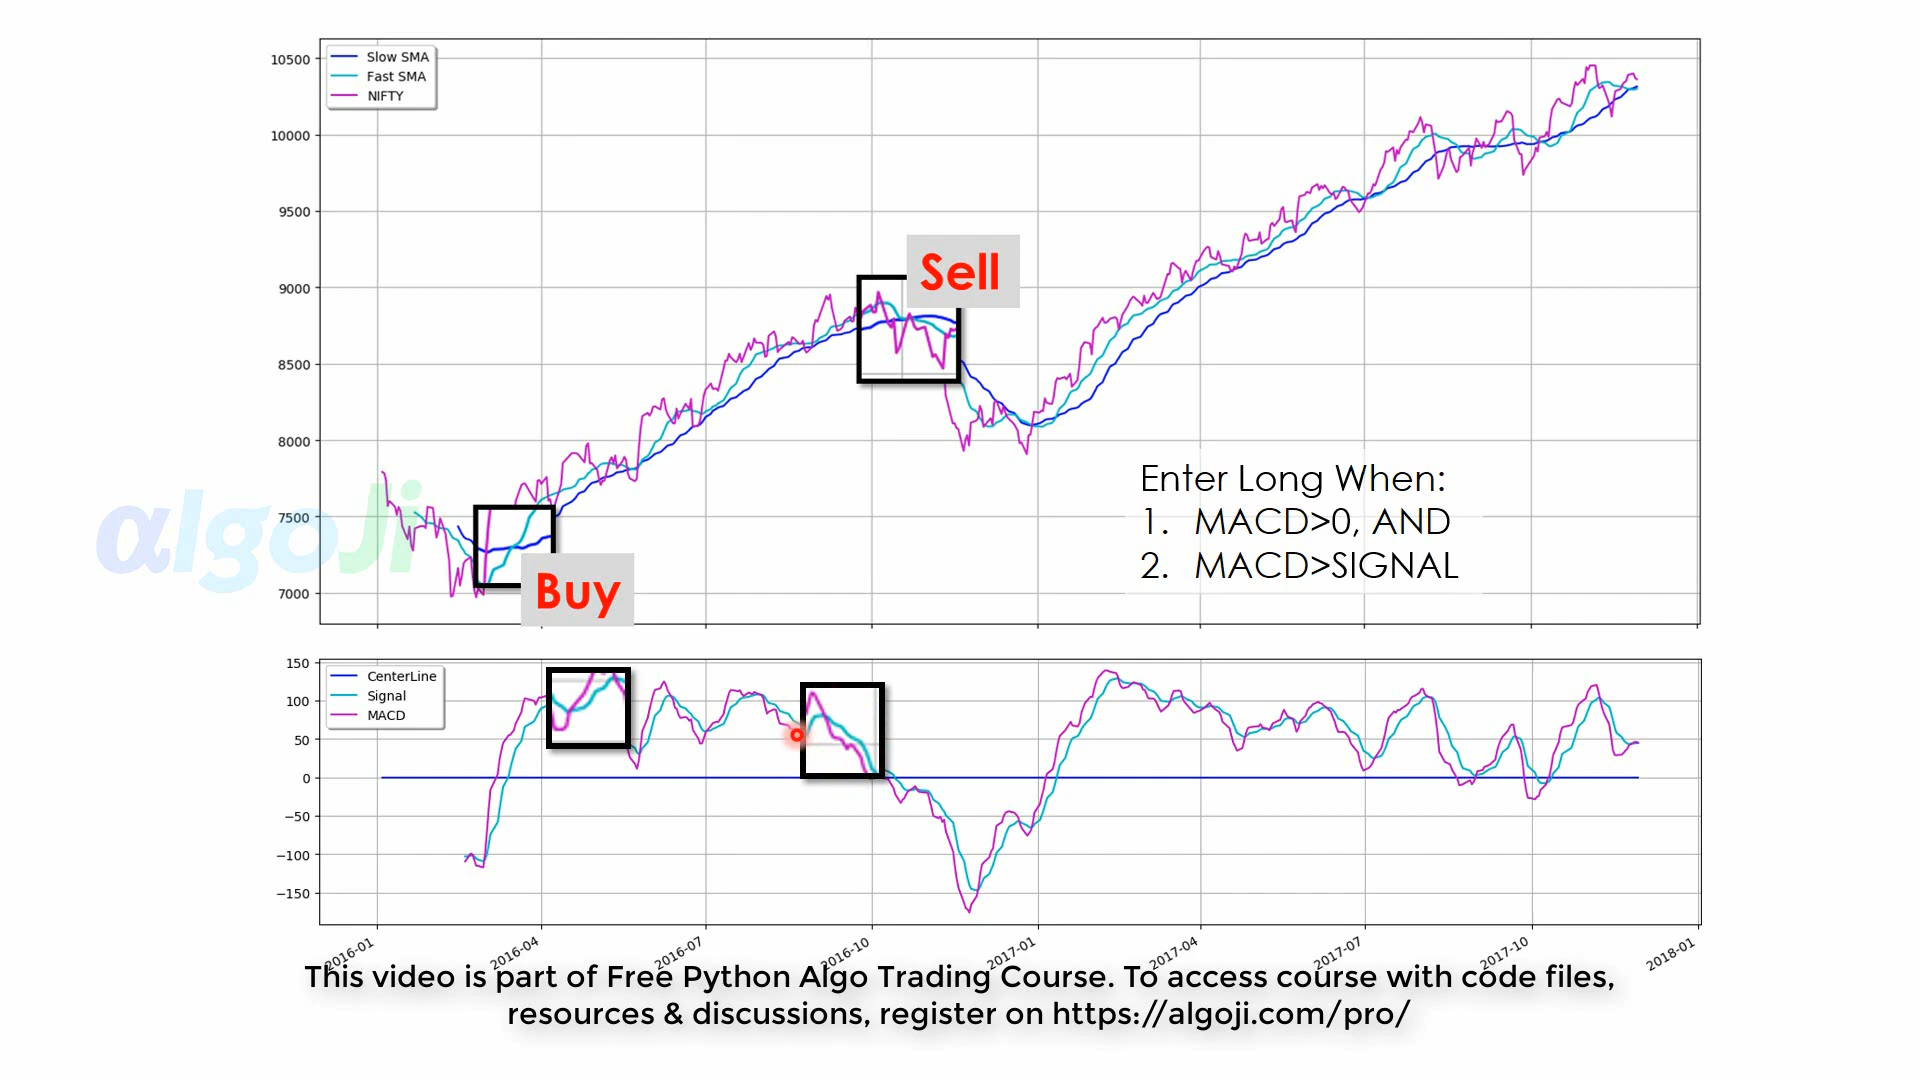 10500
10000
9500
9000
8500
8000
7500
7000
Slow SMA
Fast SMA
NIFTY
Sell
Buy
αlgoJi
Enter Long When:
1. MACD>0, AND
2. MACD>SIGNAL
150
100
50
0
−50
−100
−150
CenterLine
Signal
MACD
2016-01
2016-04
2016-07
2016-10
2017-01
2017-04
2017-07
2017-10
2018-01
This video is part of Free Python Algo Trading Course. To access course with code files,
resources & discussions, register on https://algoji.com/pro/